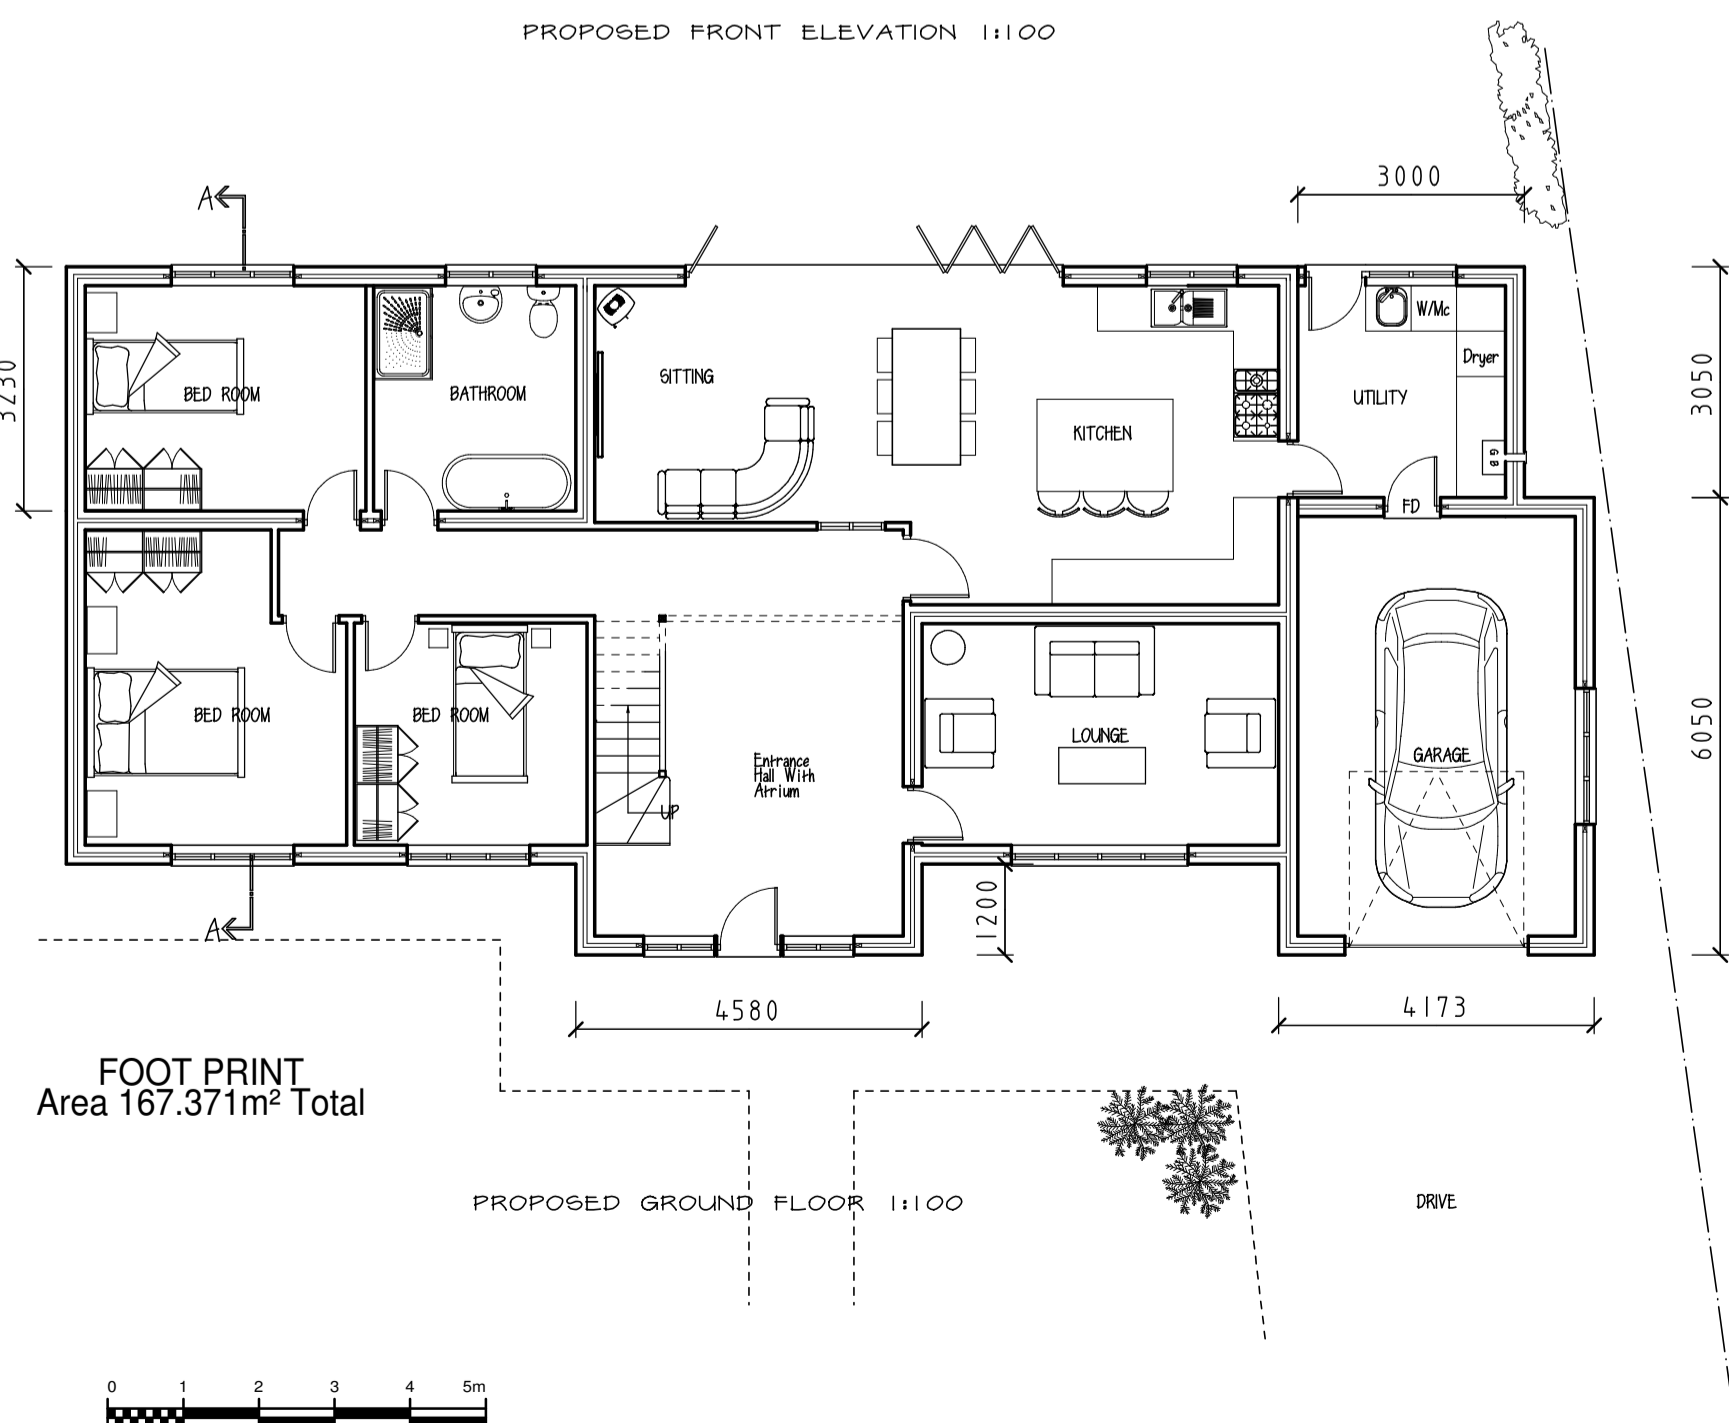 PROPOSED FRONT ELEVATION 1:100
3000
A
3230
BED ROOM
BATHROOM
SITTING
KITCHEN
UTILITY
W/Mc
Dryer
G B
FD
3050
BED ROOM
BED ROOM
UP
Entrance
Hall With
Atrium
LOUNGE
GARAGE
6050
A
1200
4580
4173
FOOT PRINT
Area 167.371m² Total
PROPOSED GROUND FLOOR 1:100
DRIVE
0 1 2 3 4 5m